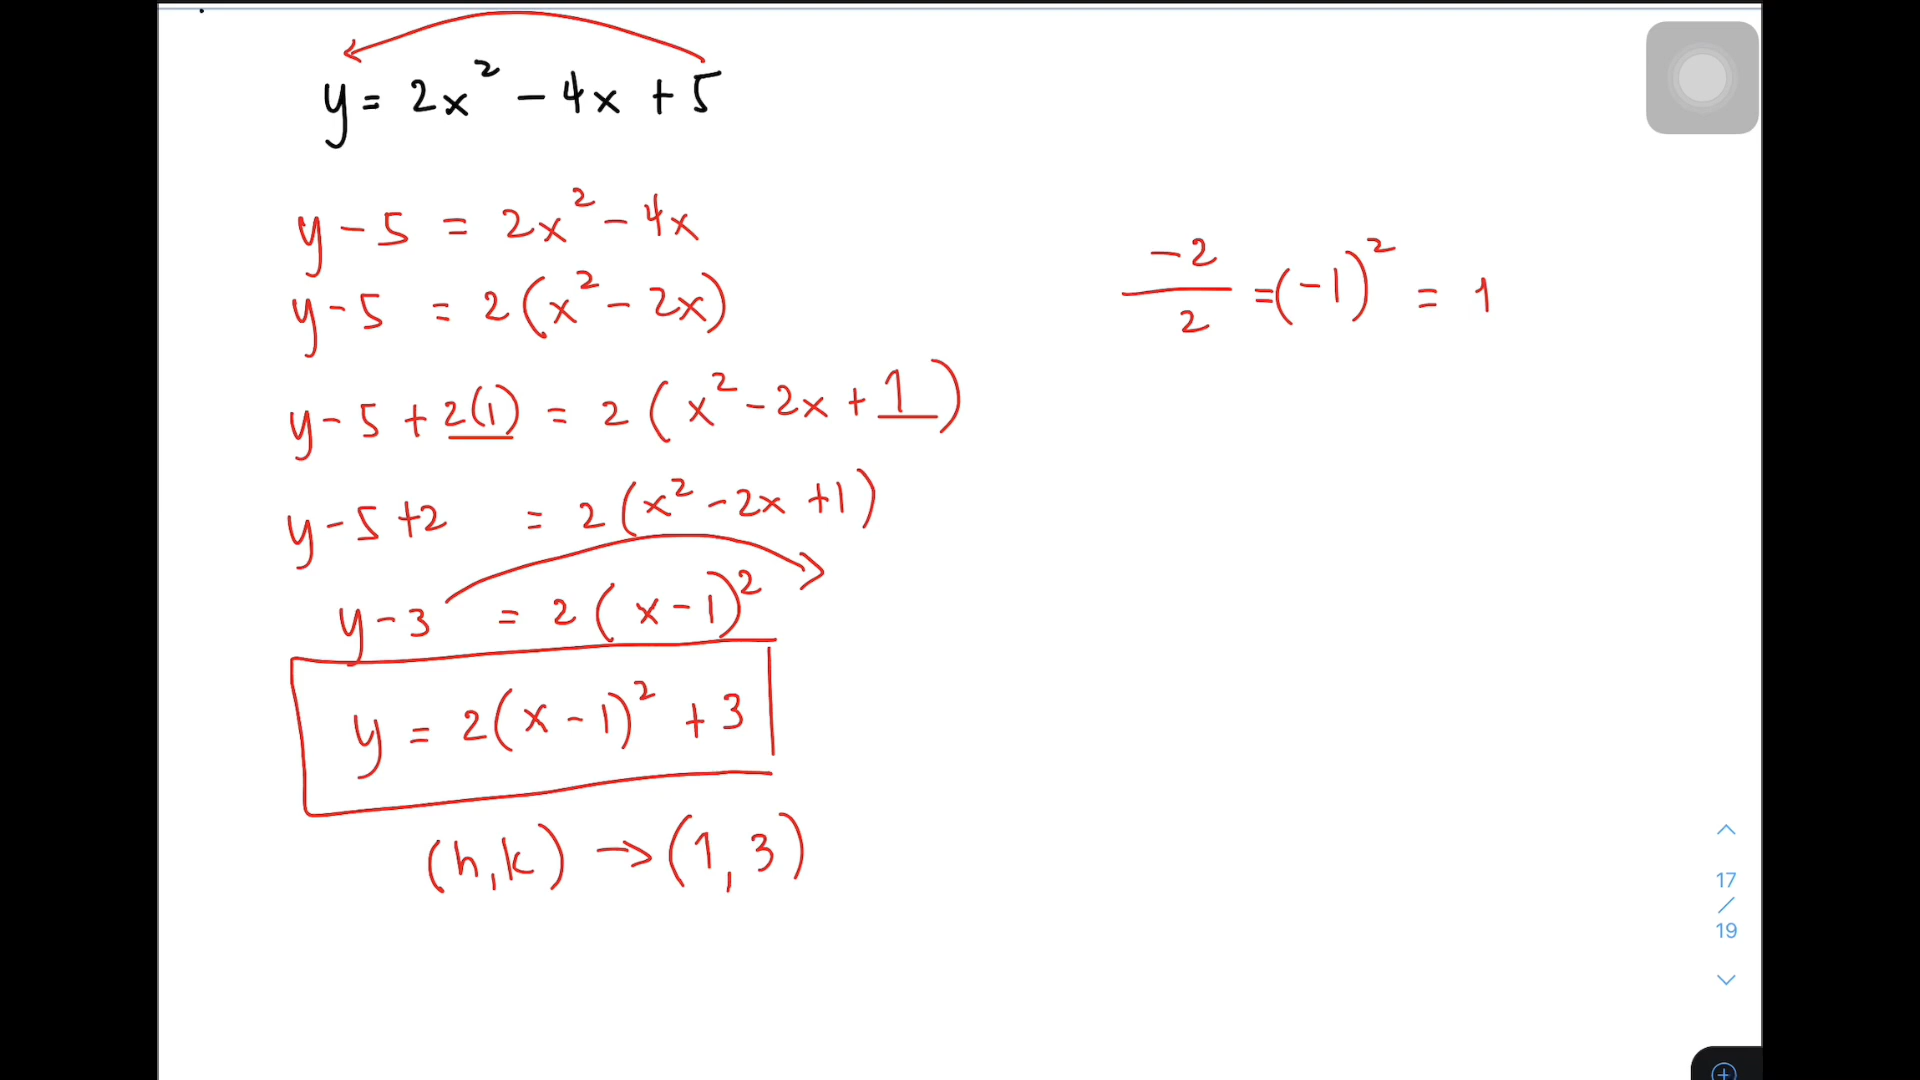 y = 2x² - 4x + 5
y - 5 = 2x² - 4x
y - 5 = 2(x² - 2x)
-2/2 = (-1)² = 1
y - 5 + 2(1) = 2(x² - 2x + 1)
y - 5 + 2 = 2(x² - 2x + 1)
y - 3 = 2(x - 1)²
y = 2(x - 1)² + 3
(h,k) → (1, 3)
17
/
19